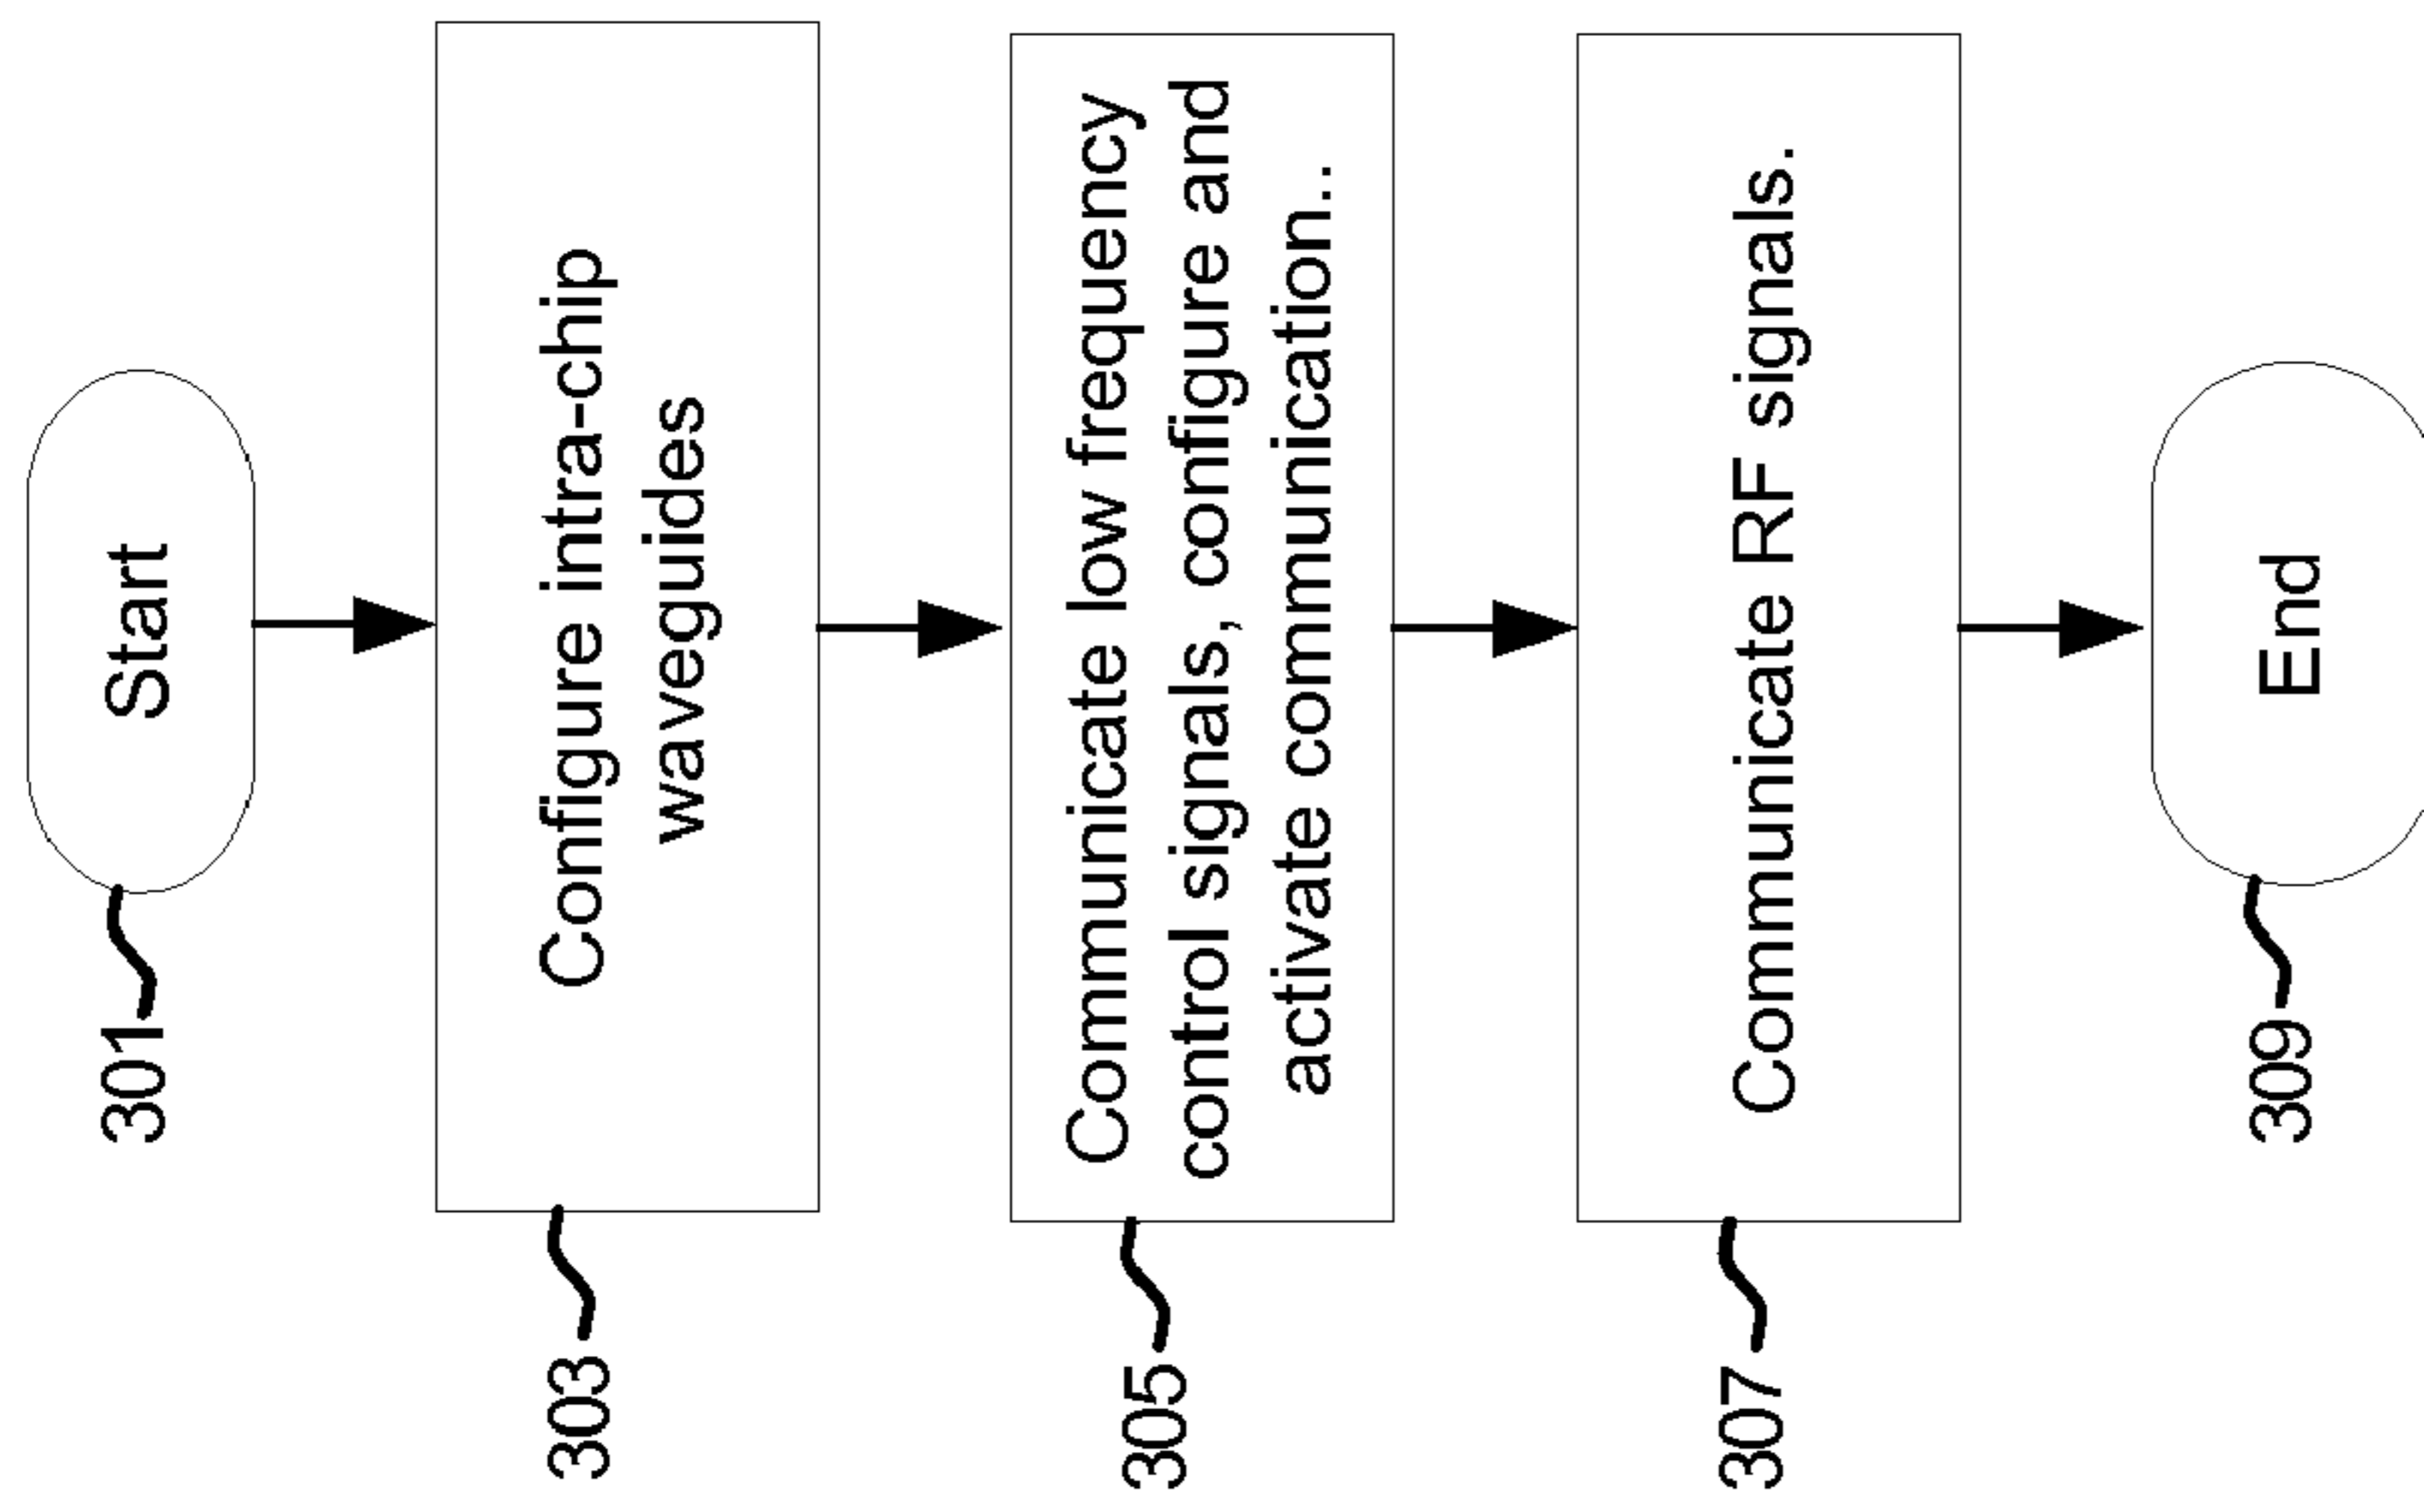 301
Start
303
Configure intra-chip
waveguides
305
Communicate low frequency
control signals, configure and
activate communication..
307
Communicate RF signals.
309
End